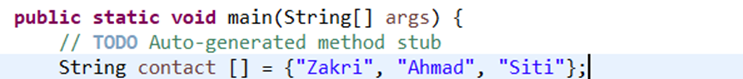 public static void main(String[] args) {
// TODO Auto-generated method stub
String contact [] = {"Zakri", "Ahmad", "Siti"};